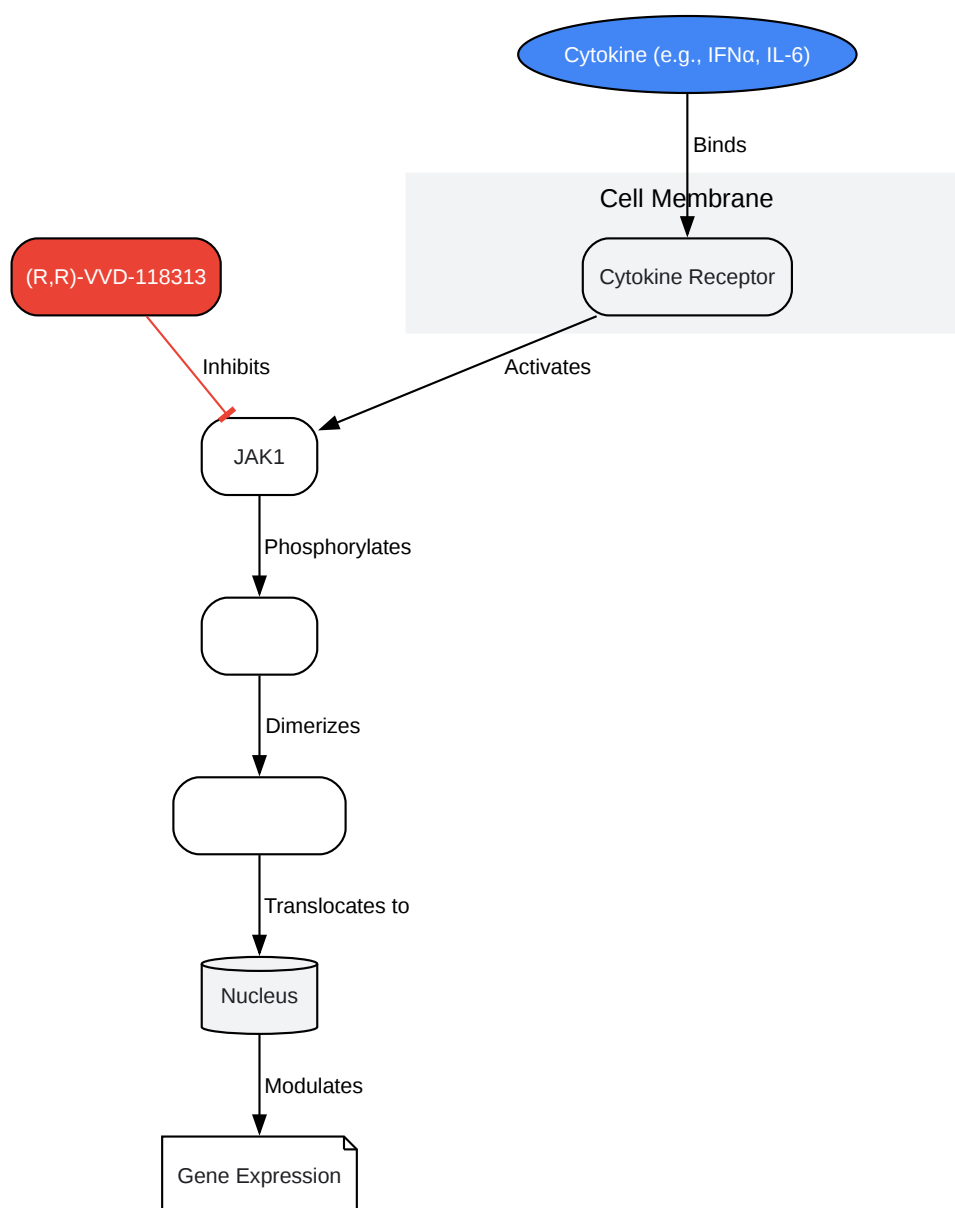 Cytokine (e.g., IFNα, IL-6)
Binds
Cell Membrane
(R,R)-VVD-118313
Cytokine Receptor
Inhibits
Activates
JAK1
Phosphorylates
Dimerizes
Translocates to
Nucleus
Modulates
Gene Expression